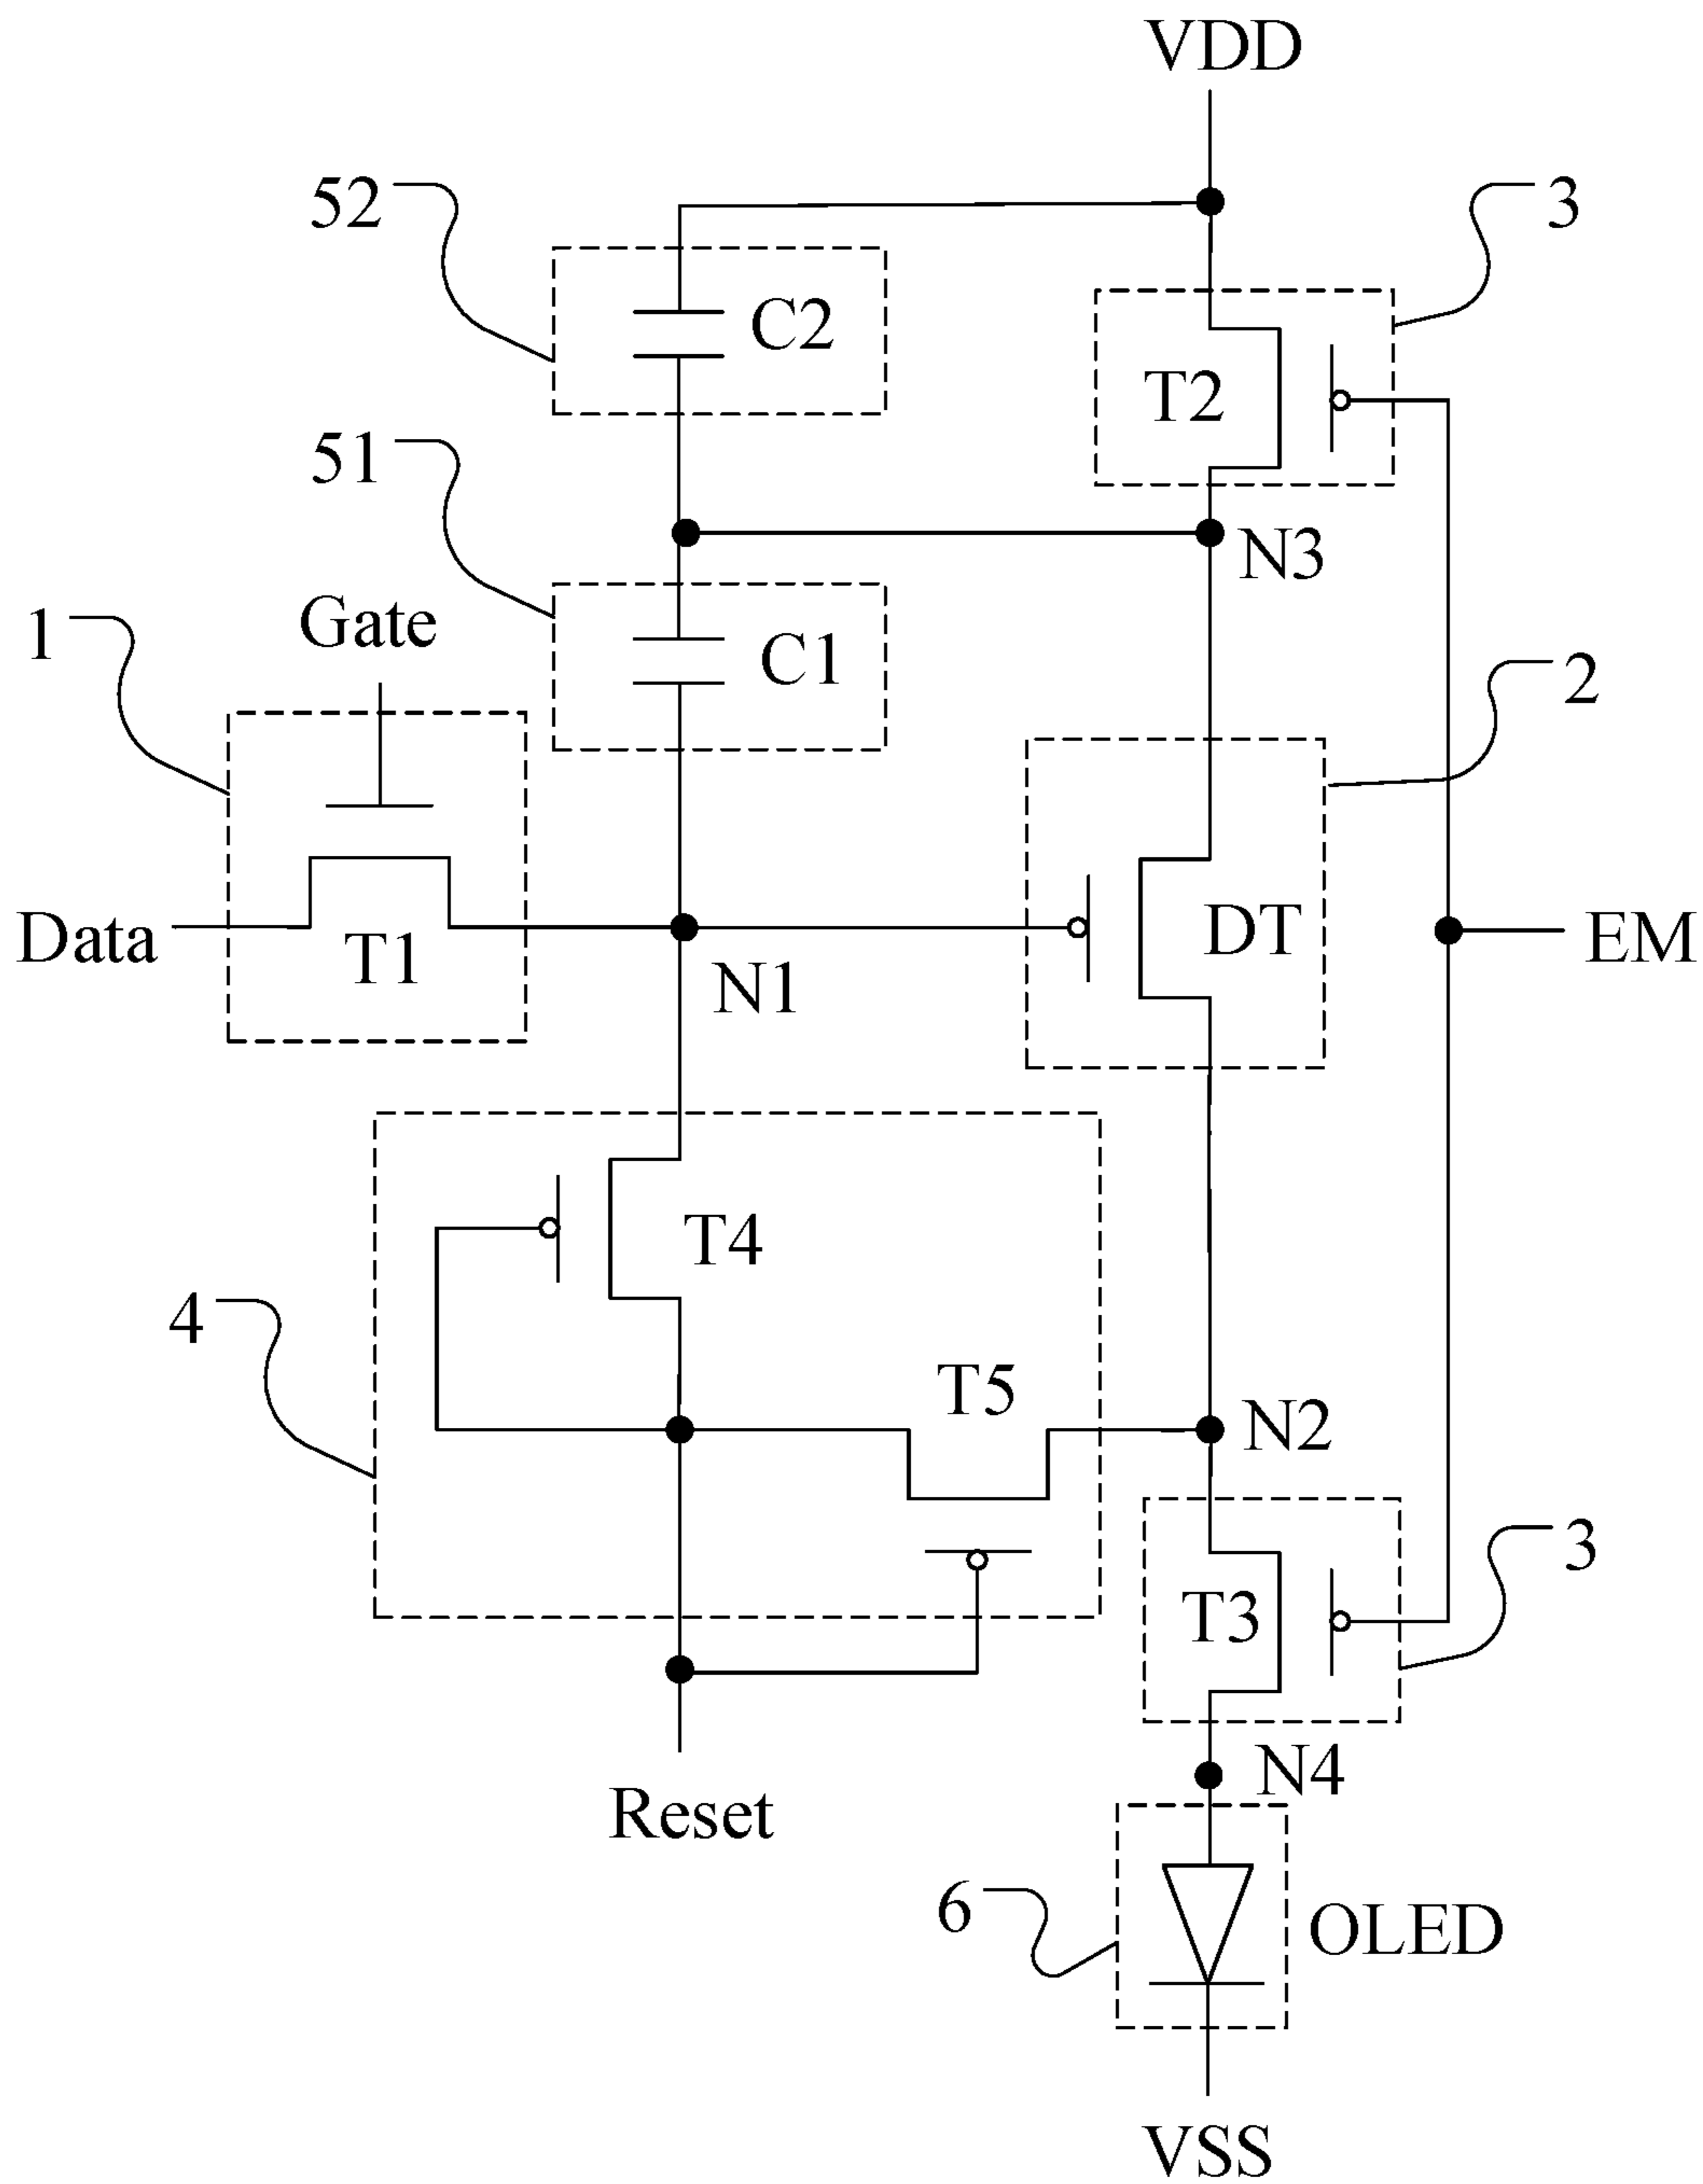 VDD
52
3
C2
T2
51
N3
Gate
1
C1
2
Data
T1
DT
EM
N1
T4
4
T5
N2
3
T3
N4
Reset
6
OLED
VSS